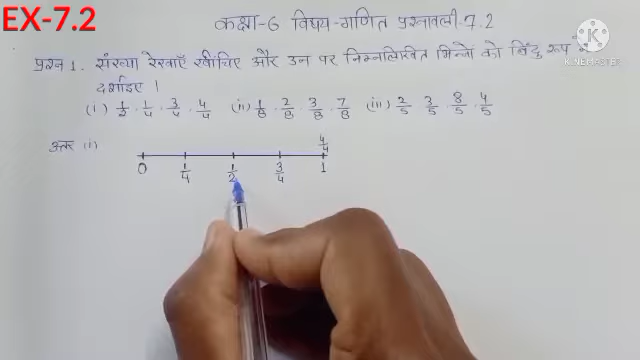 EX-7.2
कक्षा-6 विषय-गणित प्रश्नावली.7.2
प्रश्न 1. संख्या रेखाएँ खींचिए और उन पर निम्नलिखित भिन्नों को बिंदु रूप में
KINEMASTER
दर्शाइए ।
(i) 1/2 . 1/4 . 3/4 . 4/4 (ii) 1/8 . 2/8 . 3/8 . 7/8 (iii) 2/5 . 3/5 . 8/5 . 4/5
उत्तर (i)
4/4
0 1/4 1/2 3/4 1